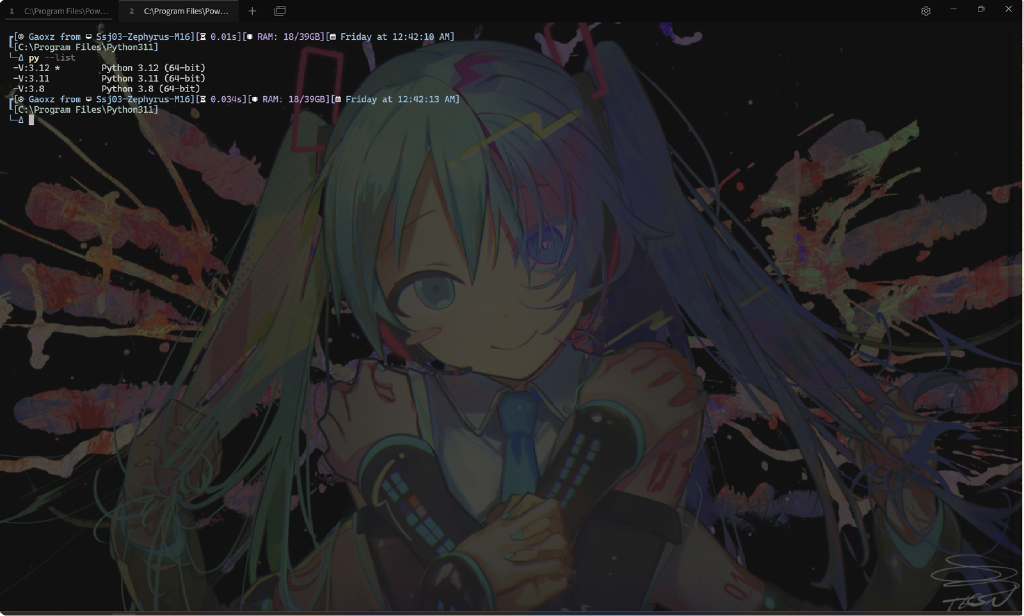 1 C:\Program Files\Pow... 2 C:\Program Files\Pow...
[Gaoxz from Ssj03-Zephyrus-M16][0.01s][RAM: 18/39GB][Friday at 12:42:10 AM]
[C:\Program Files\Python311]
Δ py --list
-V:3.12 * Python 3.12 (64-bit)
-V:3.11 Python 3.11 (64-bit)
-V:3.8 Python 3.8 (64-bit)
[Gaoxz from Ssj03-Zephyrus-M16][0.034s][RAM: 18/39GB][Friday at 12:42:13 AM]
[C:\Program Files\Python311]
Δ
01